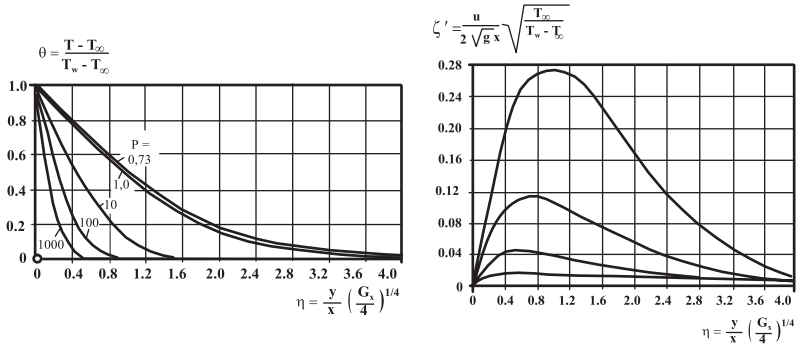 θ = T - T∞ / Tw - T∞
1.0
0.8
0.6
0.4
0.2
0
P =
0,73
1,0
10
100
1000
0 0.4 0.8 1.2 1.6 2.0 2.4 2.8 3.2 3.6 4.0
η = y/x (Gx/4)1/4
ζ' = u / 2 √g x √ T∞ / Tw - T∞
0.28
0.24
0.20
0.16
0.12
0.08
0.04
0
0 0.4 0.8 1.2 1.6 2.0 2.4 2.8 3.2 3.6 4.0
η = y/x (Gx/4)1/4